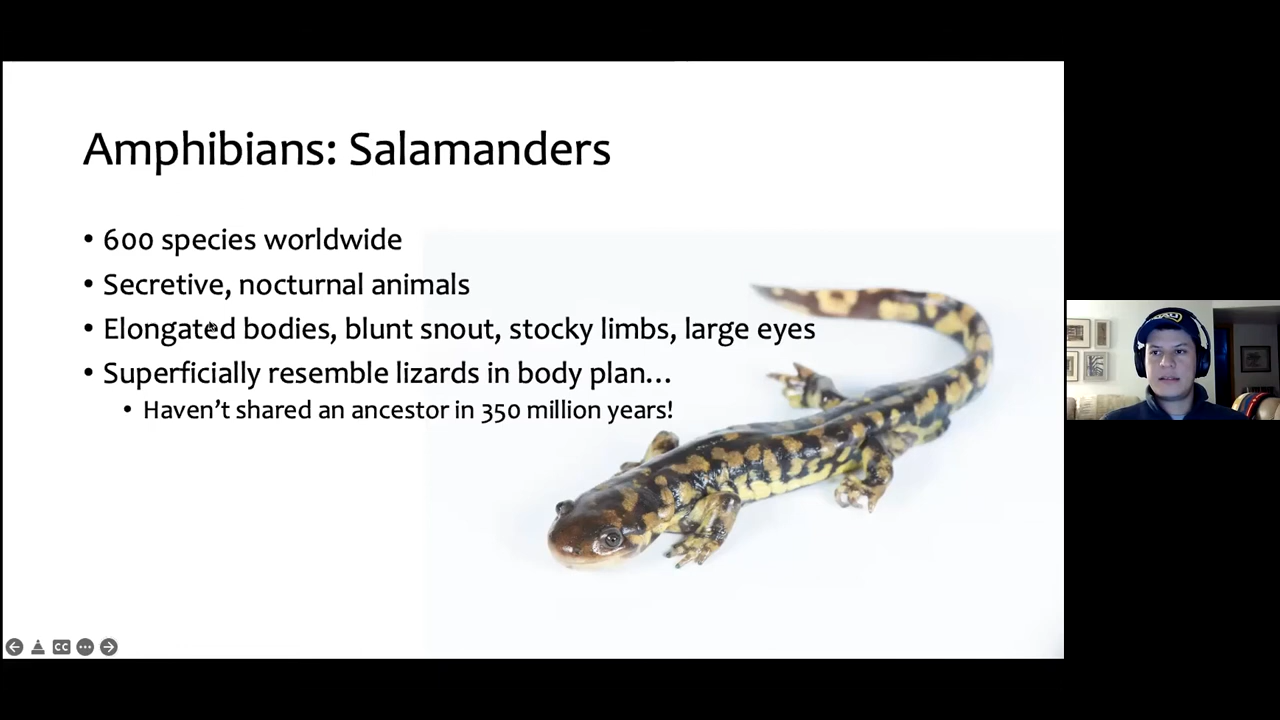 Amphibians: Salamanders
• 600 species worldwide
• Secretive, nocturnal animals
• Elongated bodies, blunt snout, stocky limbs, large eyes
• Superficially resemble lizards in body plan…
• Haven't shared an ancestor in 350 million years!
CC